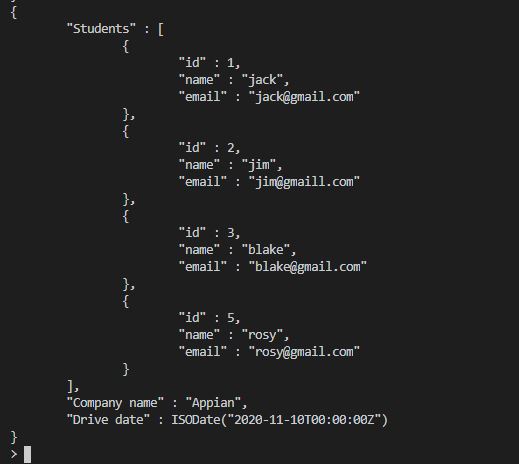 }
{
"Students" : [
{
"id" : 1,
"name" : "jack",
"email" : "jack@gmail.com"
},
{
"id" : 2,
"name" : "jim",
"email" : "jim@gmaill.com"
},
{
"id" : 3,
"name" : "blake",
"email" : "blake@gmail.com"
},
{
"id" : 5,
"name" : "rosy",
"email" : "rosy@gmail.com"
}
],
"Company name" : "Appian",
"Drive date" : ISODate("2020-11-10T00:00:00Z")
}
>